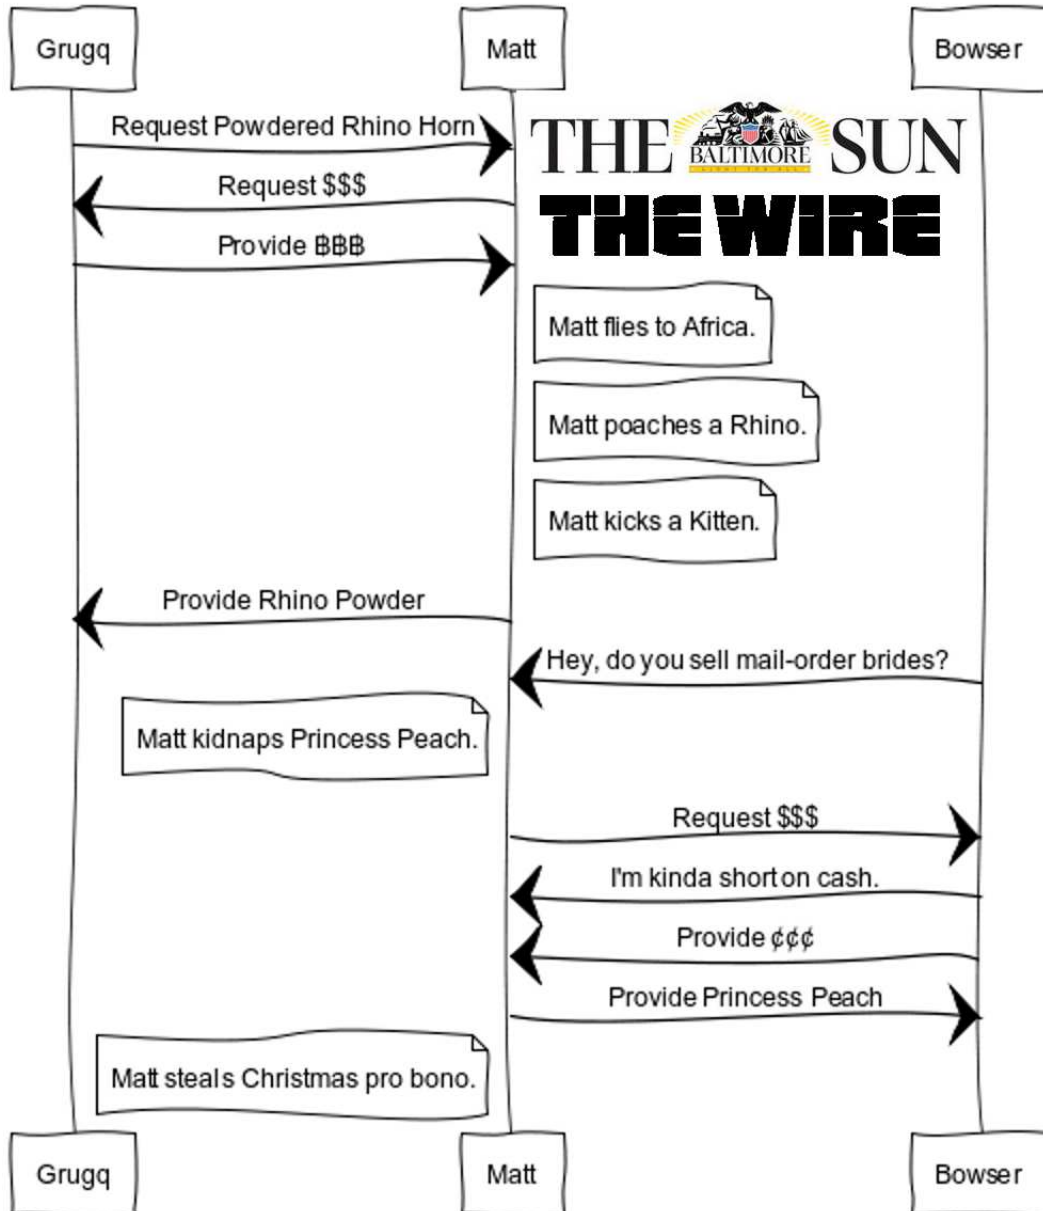 Grugq
Matt
Bowser
Request Powdered Rhino Horn
THE BALTIMORE SUN
Request $$$
THE WIRE
Provide ฿฿฿
Matt flies to Africa.
Matt poaches a Rhino.
Matt kicks a Kitten.
Provide Rhino Powder
Hey, do you sell mail-order brides?
Matt kidnaps Princess Peach.
Request $$$
I'm kinda short on cash.
Provide ¢¢¢
Provide Princess Peach
Matt steals Christmas pro bono.
Grugq
Matt
Bowser